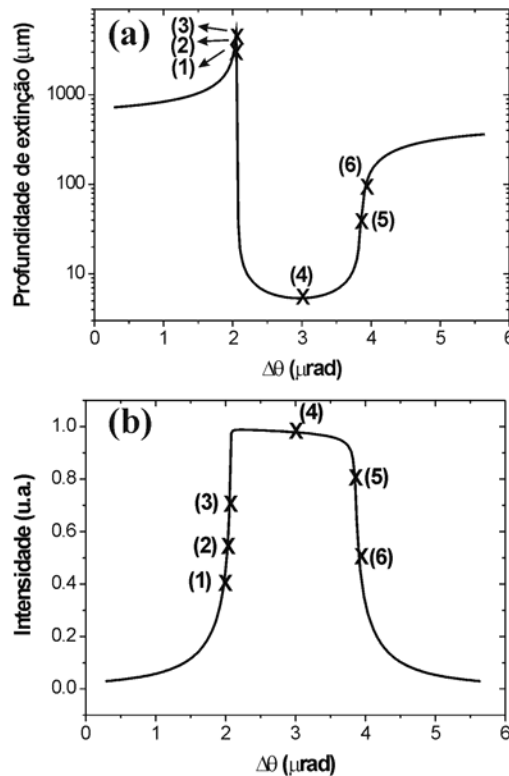 (a)
(3)
(2)
(1)
(6)
(5)
(4)
Profundidade de extinção (μm)
1000
100
10
0 1 2 3 4 5 6
Δθ (μrad)
(b)
(4)
(5)
(3)
(2)
(6)
(1)
Intensidade (u.a.)
1.0
0.8
0.6
0.4
0.2
0.0
0 1 2 3 4 5 6
Δθ (μrad)